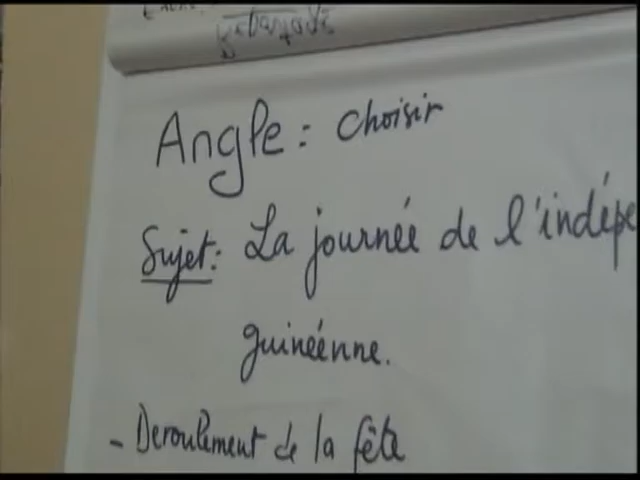 Angle: choisir
Sujet: La journée de l'indépe
guinéenne.
- Deroulement de la fête